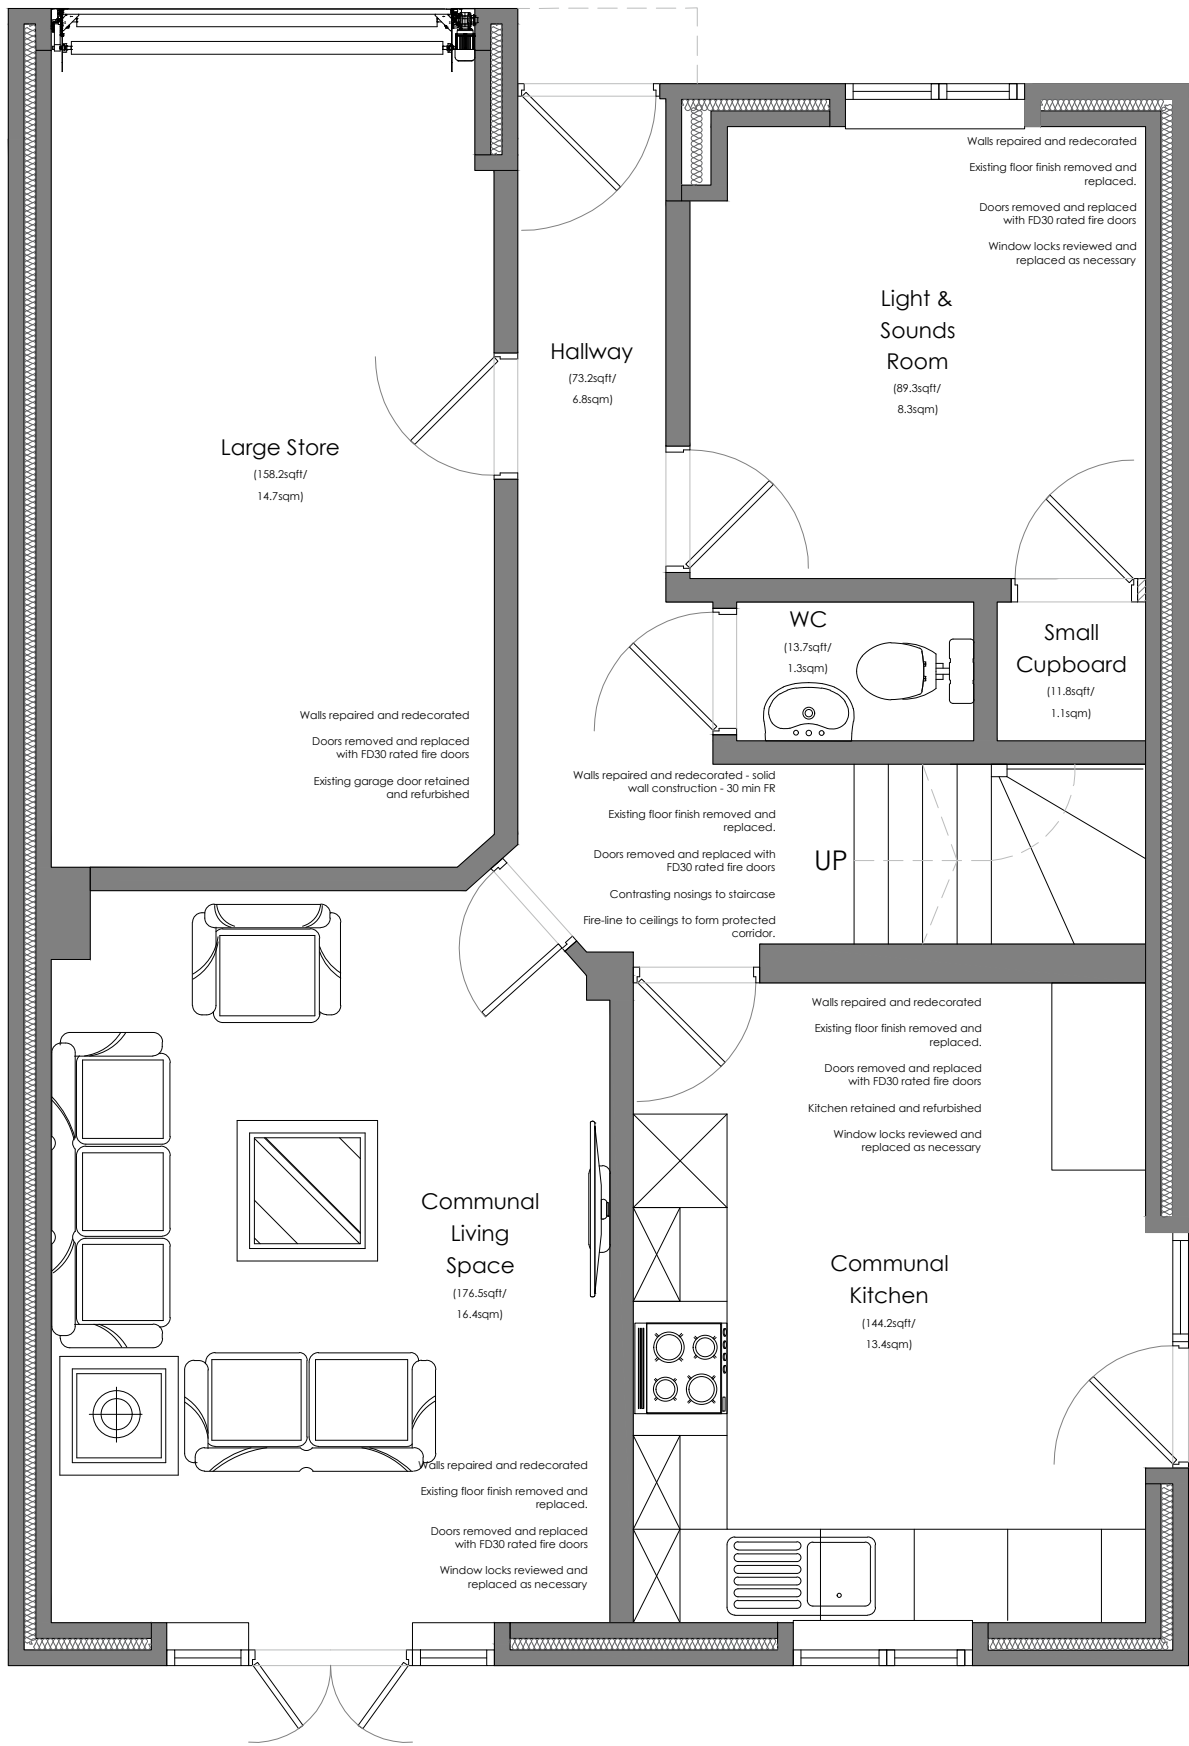 Walls repaired and redecorated
Existing floor finish removed and
replaced.
Doors removed and replaced
with FD30 rated fire doors
Window locks reviewed and
replaced as necessary
Light &
Sounds
Room
(89.3sqft/
8.3sqm)
Hallway
(73.2sqft/
6.8sqm)
Large Store
(158.2sqft/
14.7sqm)
WC
(13.7sqft/
1.3sqm)
Small
Cupboard
(11.8sqft/
1.1sqm)
Walls repaired and redecorated
Doors removed and replaced
with FD30 rated fire doors
Existing garage door retained
and refurbished
Walls repaired and redecorated - solid
wall construction - 30 min FR
Existing floor finish removed and
replaced.
Doors removed and replaced with
FD30 rated fire doors
Contrasting nosings to staircase
Fire-line to ceilings to form protected
corridor.
UP
Walls repaired and redecorated
Existing floor finish removed and
replaced.
Doors removed and replaced
with FD30 rated fire doors
Kitchen retained and refurbished
Window locks reviewed and
replaced as necessary
Communal
Living
Space
(176.5sqft/
16.4sqm)
Communal
Kitchen
(144.2sqft/
13.4sqm)
Walls repaired and redecorated
Existing floor finish removed and
replaced.
Doors removed and replaced
with FD30 rated fire doors
Window locks reviewed and
replaced as necessary